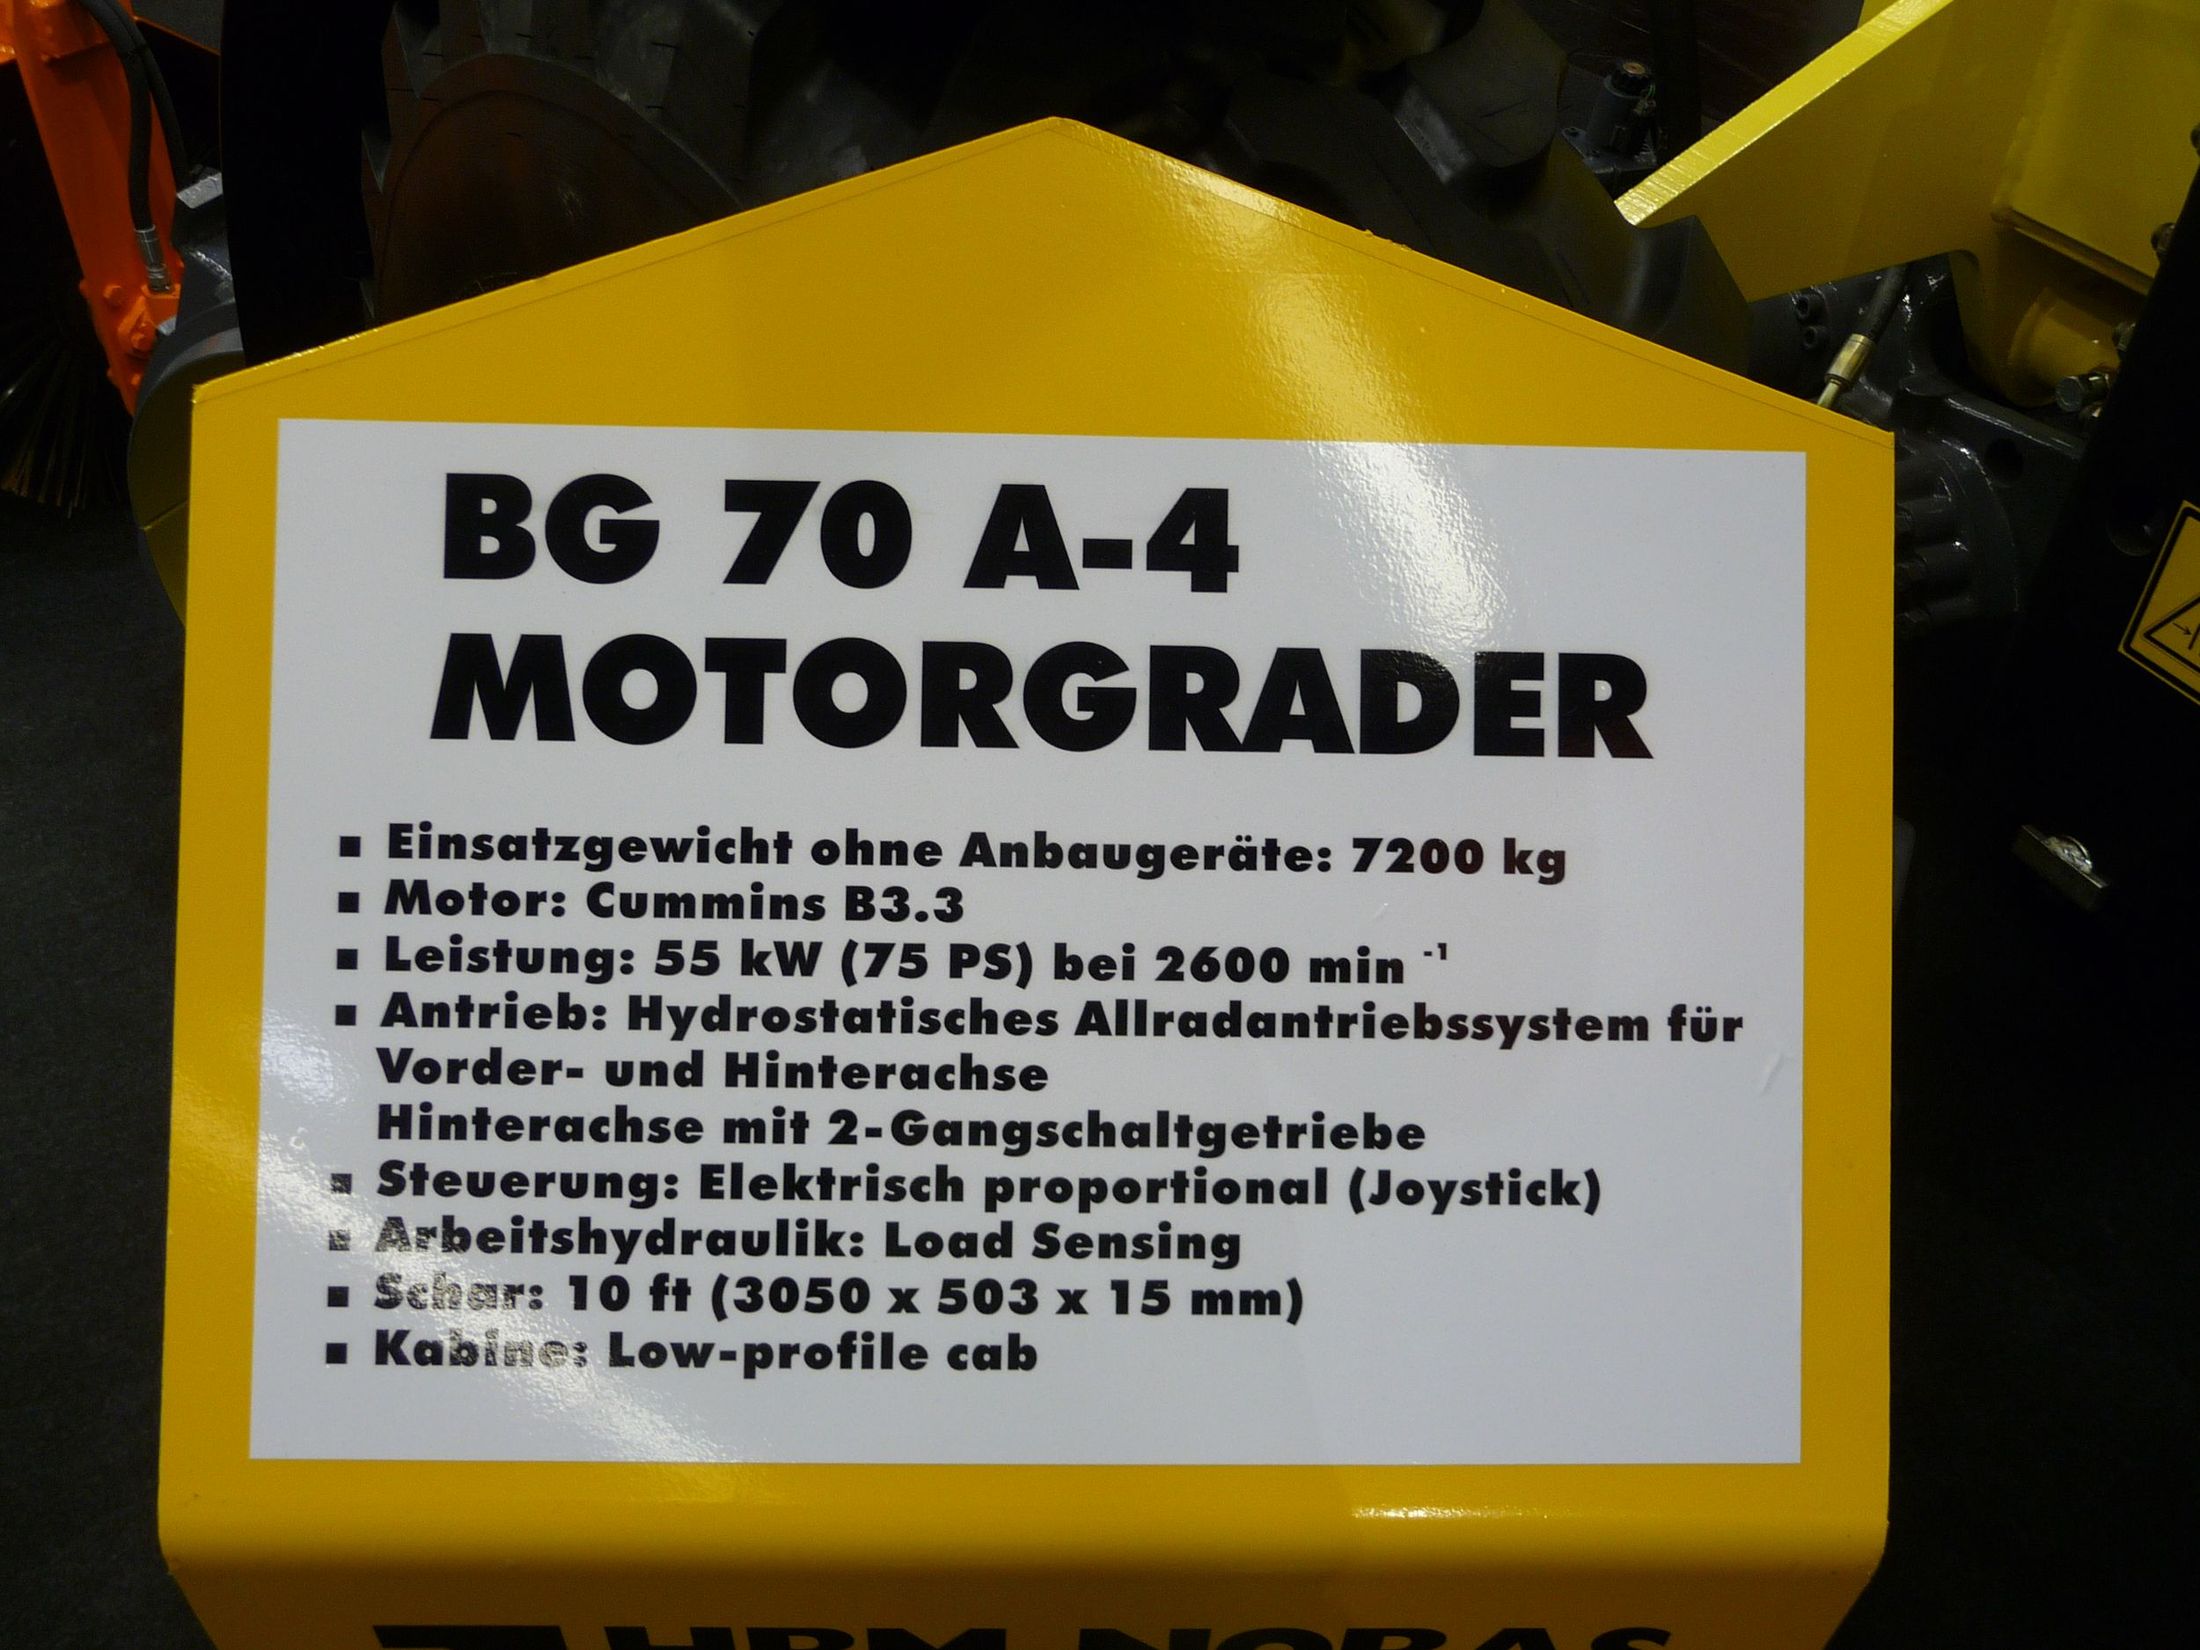 BG 70 A-4
MOTORGRADER
▪ Einsatzgewicht ohne Anbaugeräte: 7200 kg
▪ Motor: Cummins B3.3
▪ Leistung: 55 kW (75 PS) bei 2600 min -1
▪ Antrieb: Hydrostatisches Allradantriebssystem für
Vorder- und Hinterachse
Hinterachse mit 2-Gangschaltgetriebe
▪ Steuerung: Elektrisch proportional (Joystick)
▪ Arbeitshydraulik: Load Sensing
▪ Schar: 10 ft (3050 x 503 x 15 mm)
▪ Kabine: Low-profile cab
HBM NOBAS